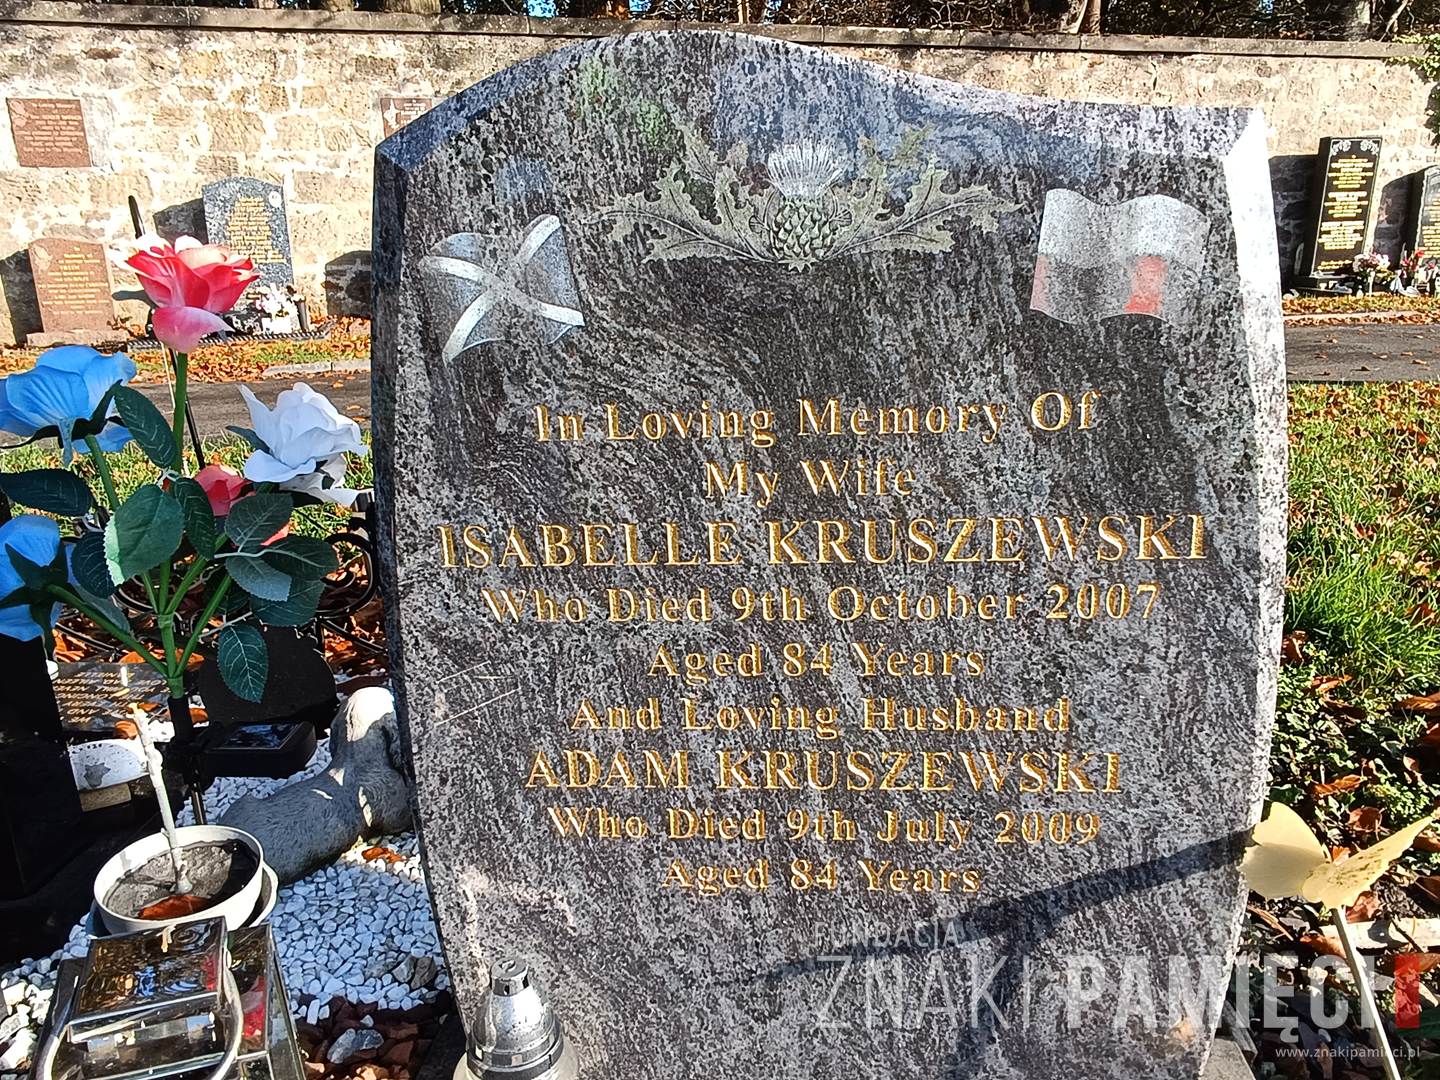 In Loving Memory Of
My Wife
ISABELLE KRUSZEWSKI
Who Died 9th October 2007
Aged 84 Years
And Loving Husband
ADAM KRUSZEWSKI
Who Died 9th July 2009
Aged 84 Years
FUNDACJA
ZNAKI PAMIĘCI
www.znakipamieci.pl